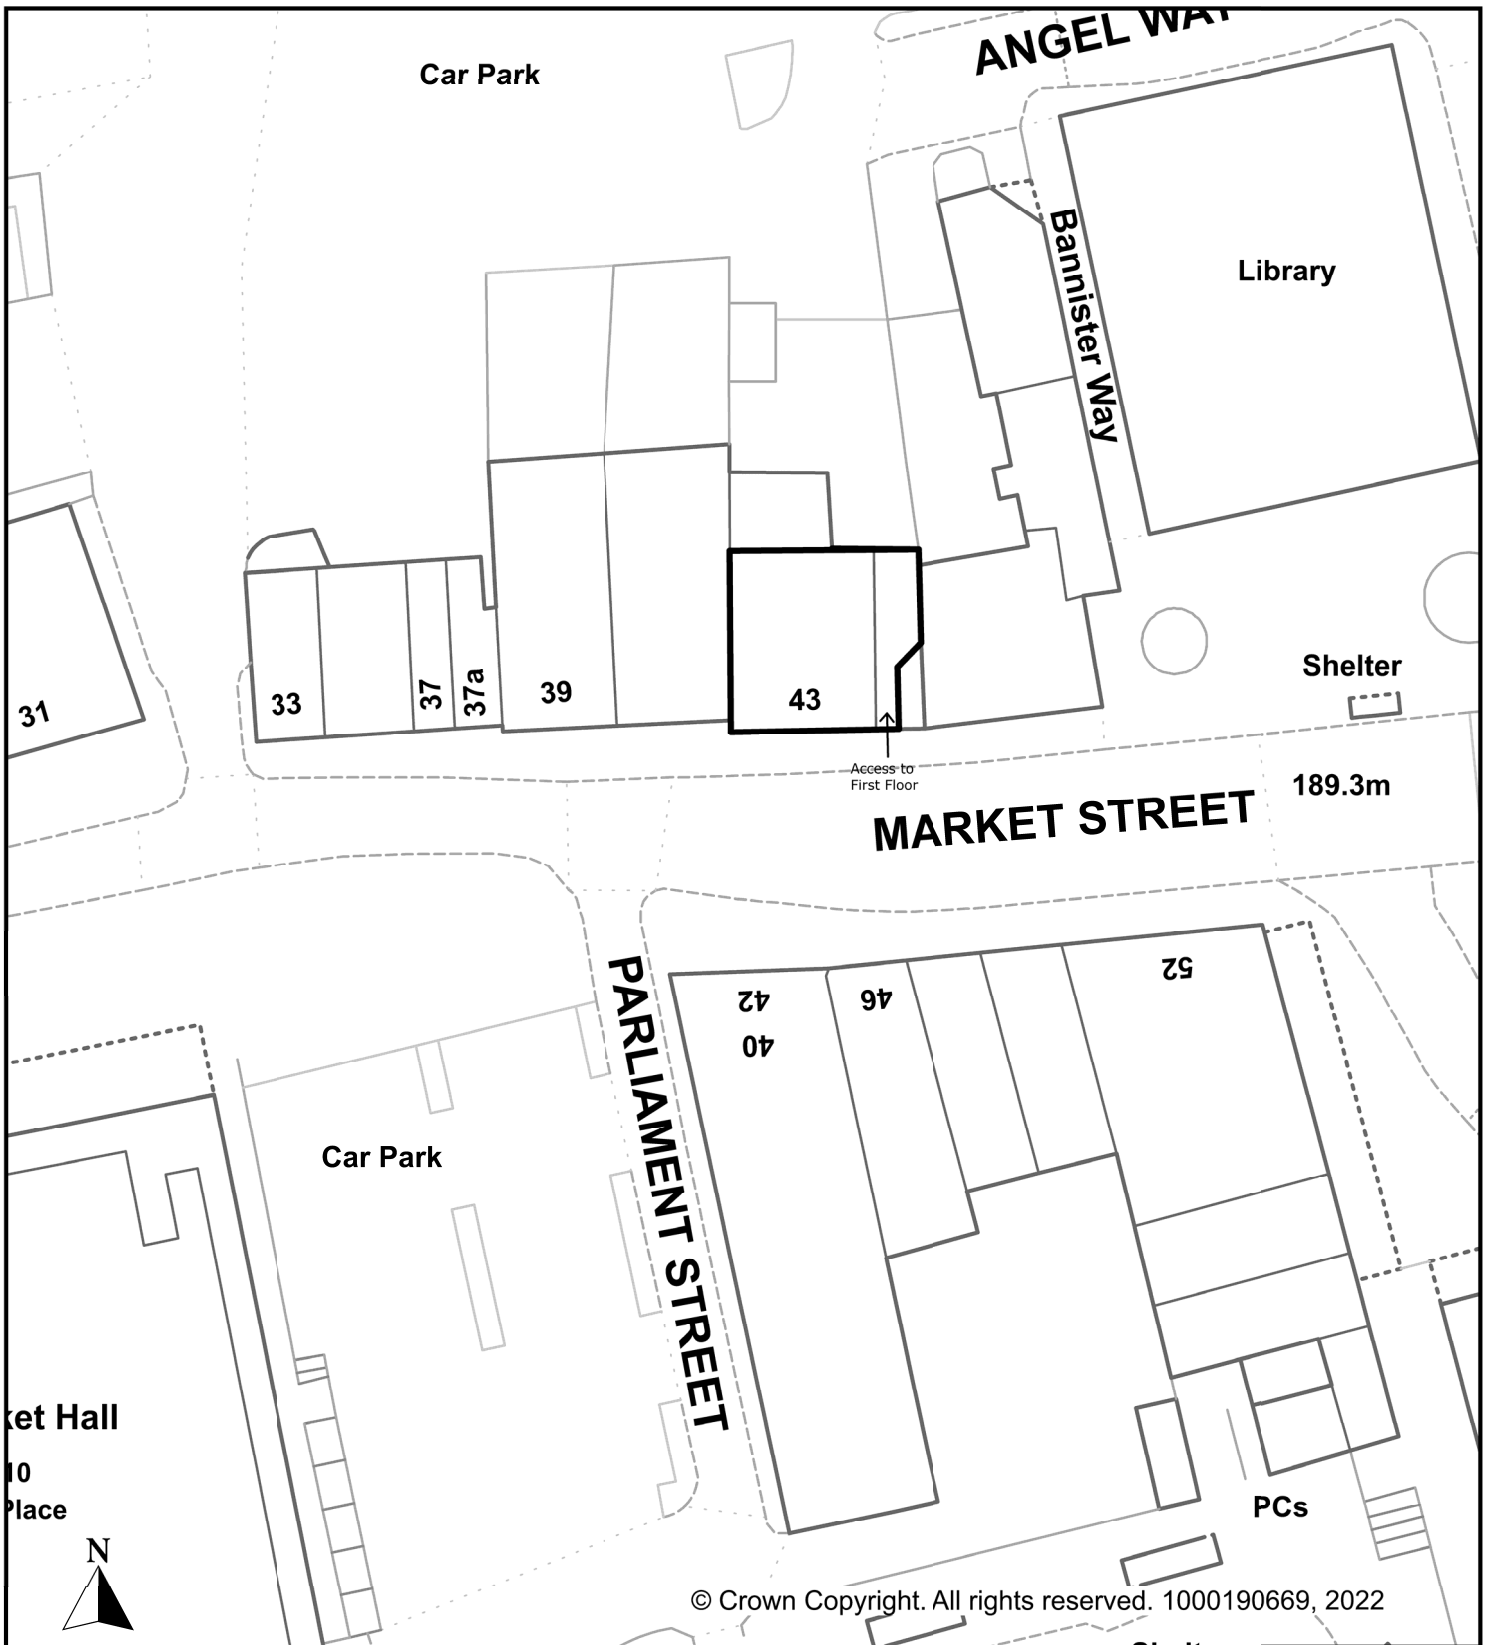 ANGEL WAY
Car Park
Bannister Way
Library
31
33
37
37a
39
43
Shelter
Access to
First Floor
189.3m
MARKET STREET
52
42
46
40
PARLIAMENT STREET
Car Park
ket Hall
10
Place
PCs
N
© Crown Copyright. All rights reserved. 1000190669, 2022